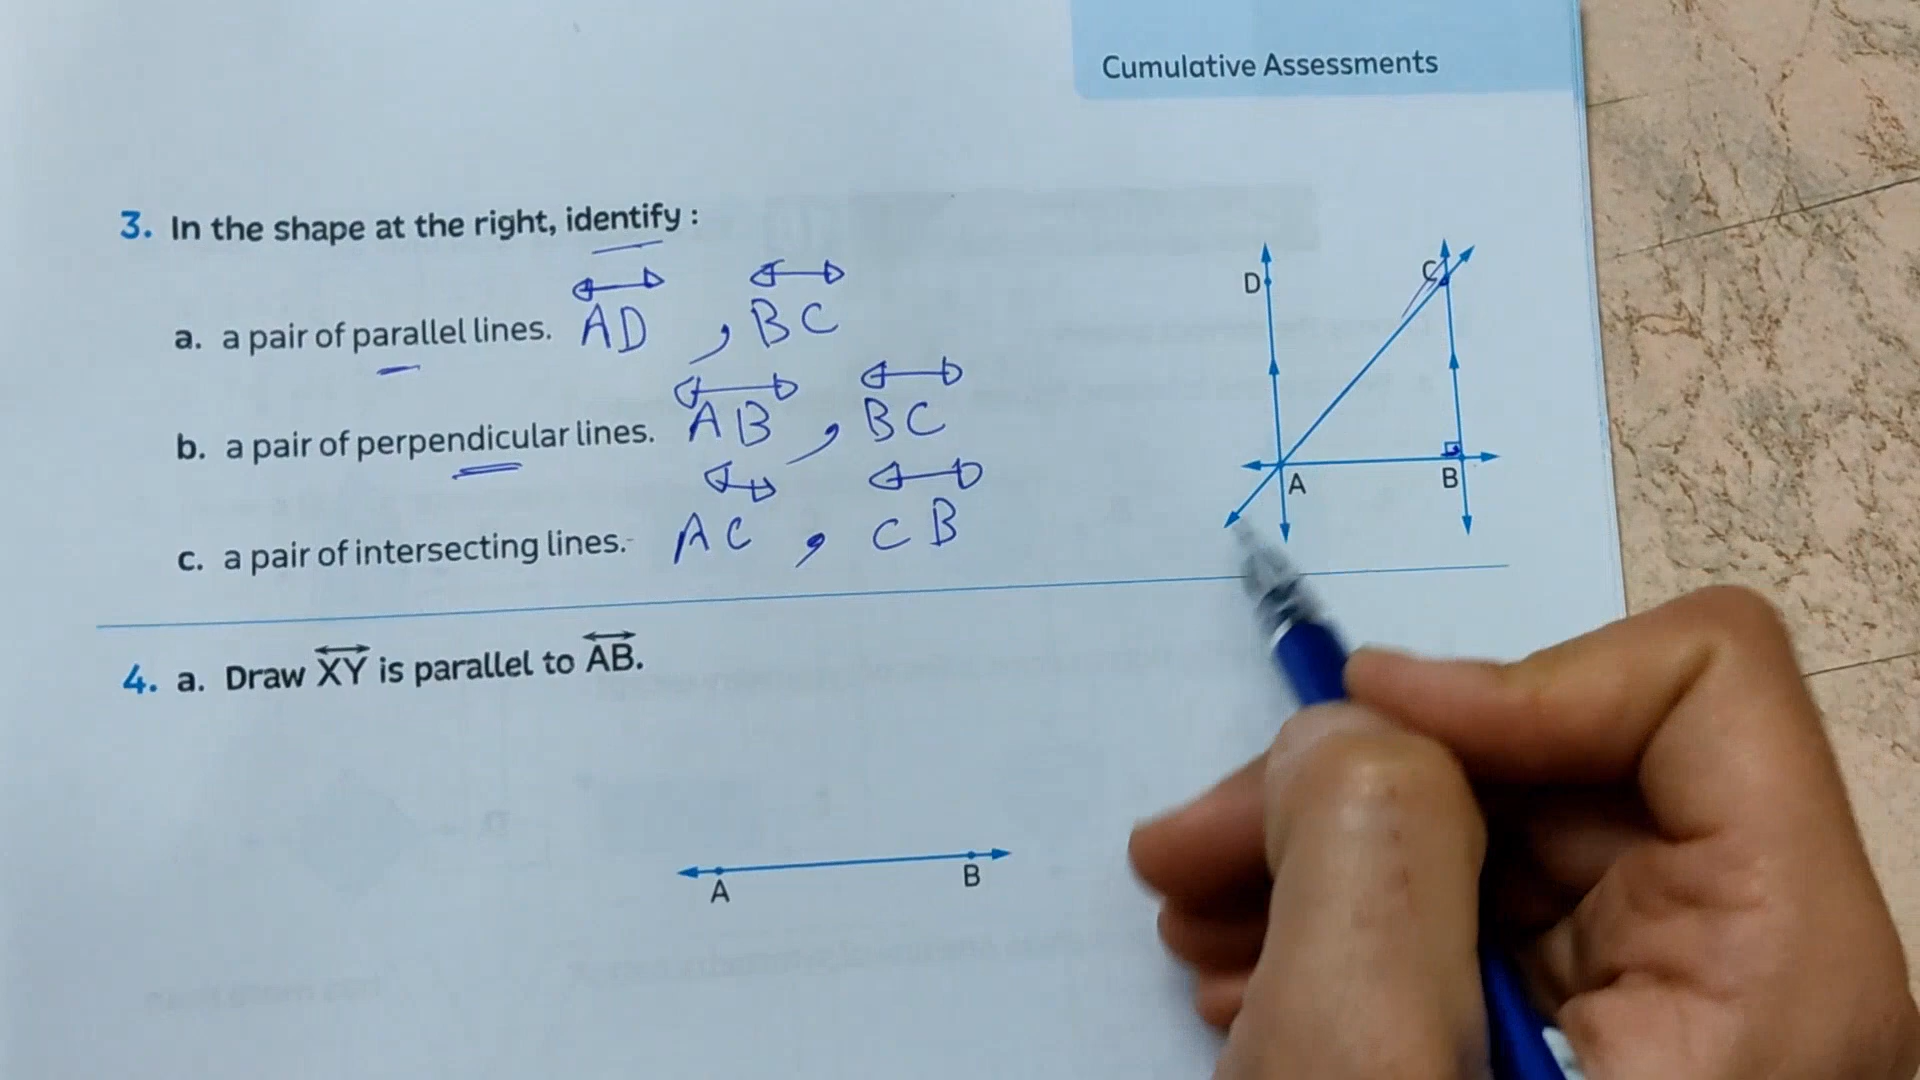 Cumulative Assessments
3. In the shape at the right, identify :
a. a pair of parallel lines. AD , BC
b. a pair of perpendicular lines. AB , BC
c. a pair of intersecting lines. AC , CB
D
C
A
B
4. a. Draw XY is parallel to AB.
A
B